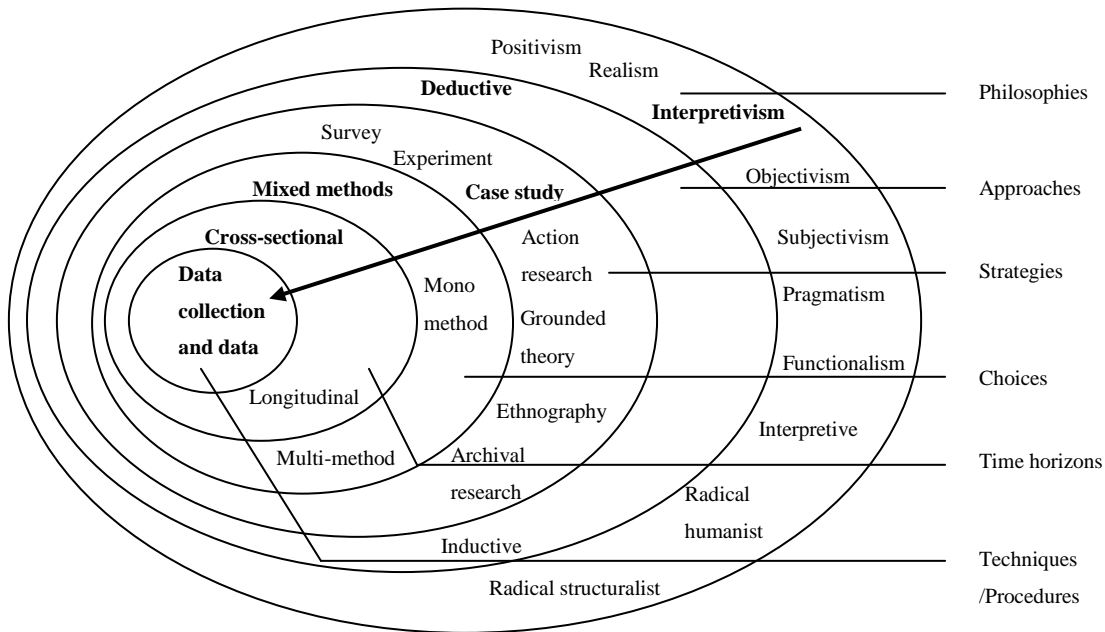 Positivism
Realism
Deductive
Philosophies
Interpretivism
Survey
Experiment
Mixed methods
Case study
Objectivism
Approaches
Cross-sectional
Action
research
Subjectivism
Strategies
Data
collection
and data
Mono
method
Pragmatism
Grounded
theory
Functionalism
Choices
Longitudinal
Ethnography
Interpretive
Multi-method
Archival
research
Time horizons
Radical
humanist
Inductive
Techniques
/Procedures
Radical structuralist